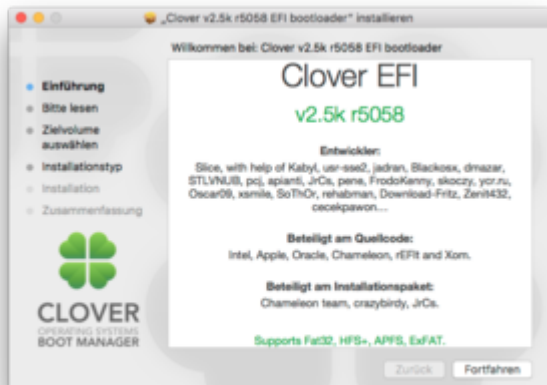 „Clover v2.5k r5058 EFI bootloader“ installieren
Willkommen bei: Clover v2.5k r5058 EFI bootloader
Einführung
Bitte lesen
Zielvolume
auswählen
Installationstyp
Installation
Zusammenfassung
CLOVER
OPERATING SYSTEMS
BOOT MANAGER
Clover EFI
v2.5k r5058
Entwickler:
Slice, with help of Kabyl, usr-sse2, jadran, Blackosx, dmazar,
STLVNUB, pcj, apianti, JrCs, pene, FrodoKenny, skoczy, ycr.ru,
Oscar09, xsmile, SoThOr, rehabman, Download-Fritz, Zenit432,
cecekpawon...
Beteiligt am Quellcode:
Intel, Apple, Oracle, Chameleon, rEFIt and Xom.
Beteiligt am Installationspaket:
Chameleon team, crazybirdy, JrCs.
Supports Fat32, HFS+, APFS, ExFAT.
Zurück
Fortfahren